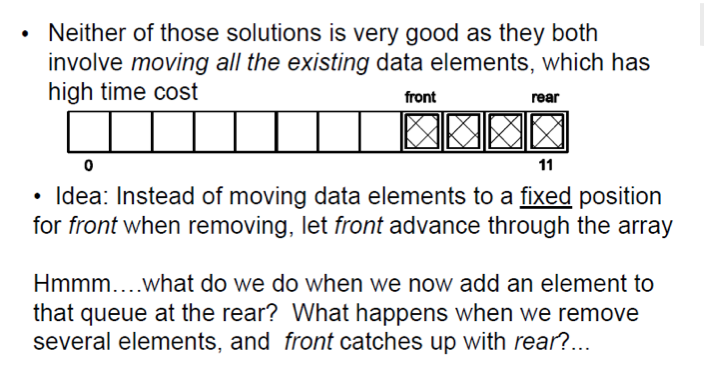 • Neither of those solutions is very good as they both
involve moving all the existing data elements, which has
high time cost
front rear
0 11
• Idea: Instead of moving data elements to a fixed position
for front when removing, let front advance through the array
Hmmm….what do we do when we now add an element to
that queue at the rear? What happens when we remove
several elements, and front catches up with rear?...